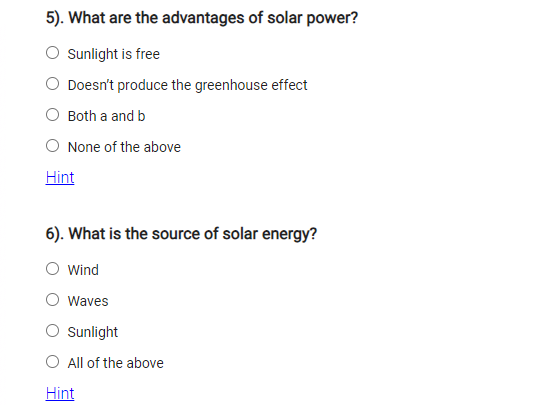 5). What are the advantages of solar power?
Sunlight is free
Doesn't produce the greenhouse effect
Both a and b
None of the above
Hint
6). What is the source of solar energy?
Wind
Waves
Sunlight
All of the above
Hint